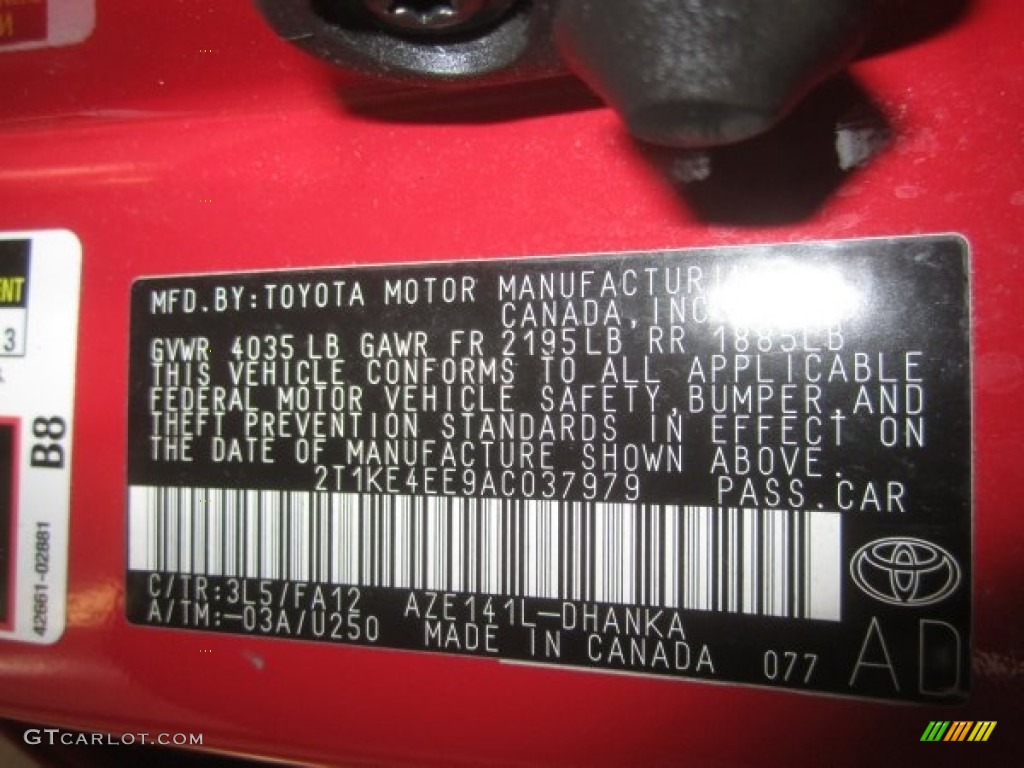 MFD.BY:TOYOTA MOTOR MANUFACTURING
CANADA, INC.
GVWR 4035 LB GAWR FR 2195LB RR 1885LB
THIS VEHICLE CONFORMS TO ALL APPLICABLE
FEDERAL MOTOR VEHICLE SAFETY, BUMPER, AND
THEFT PREVENTION STANDARDS IN EFFECT ON
THE DATE OF MANUFACTURE SHOWN ABOVE.
2T1KE4EE9AC037979 PASS.CAR
C/TR:3L5/FA12 AZE141L-DHANKA
A/TM:-03A/U250 MADE IN CANADA 077 AD
3
B8
42661-02881
GTCARLOT.COM